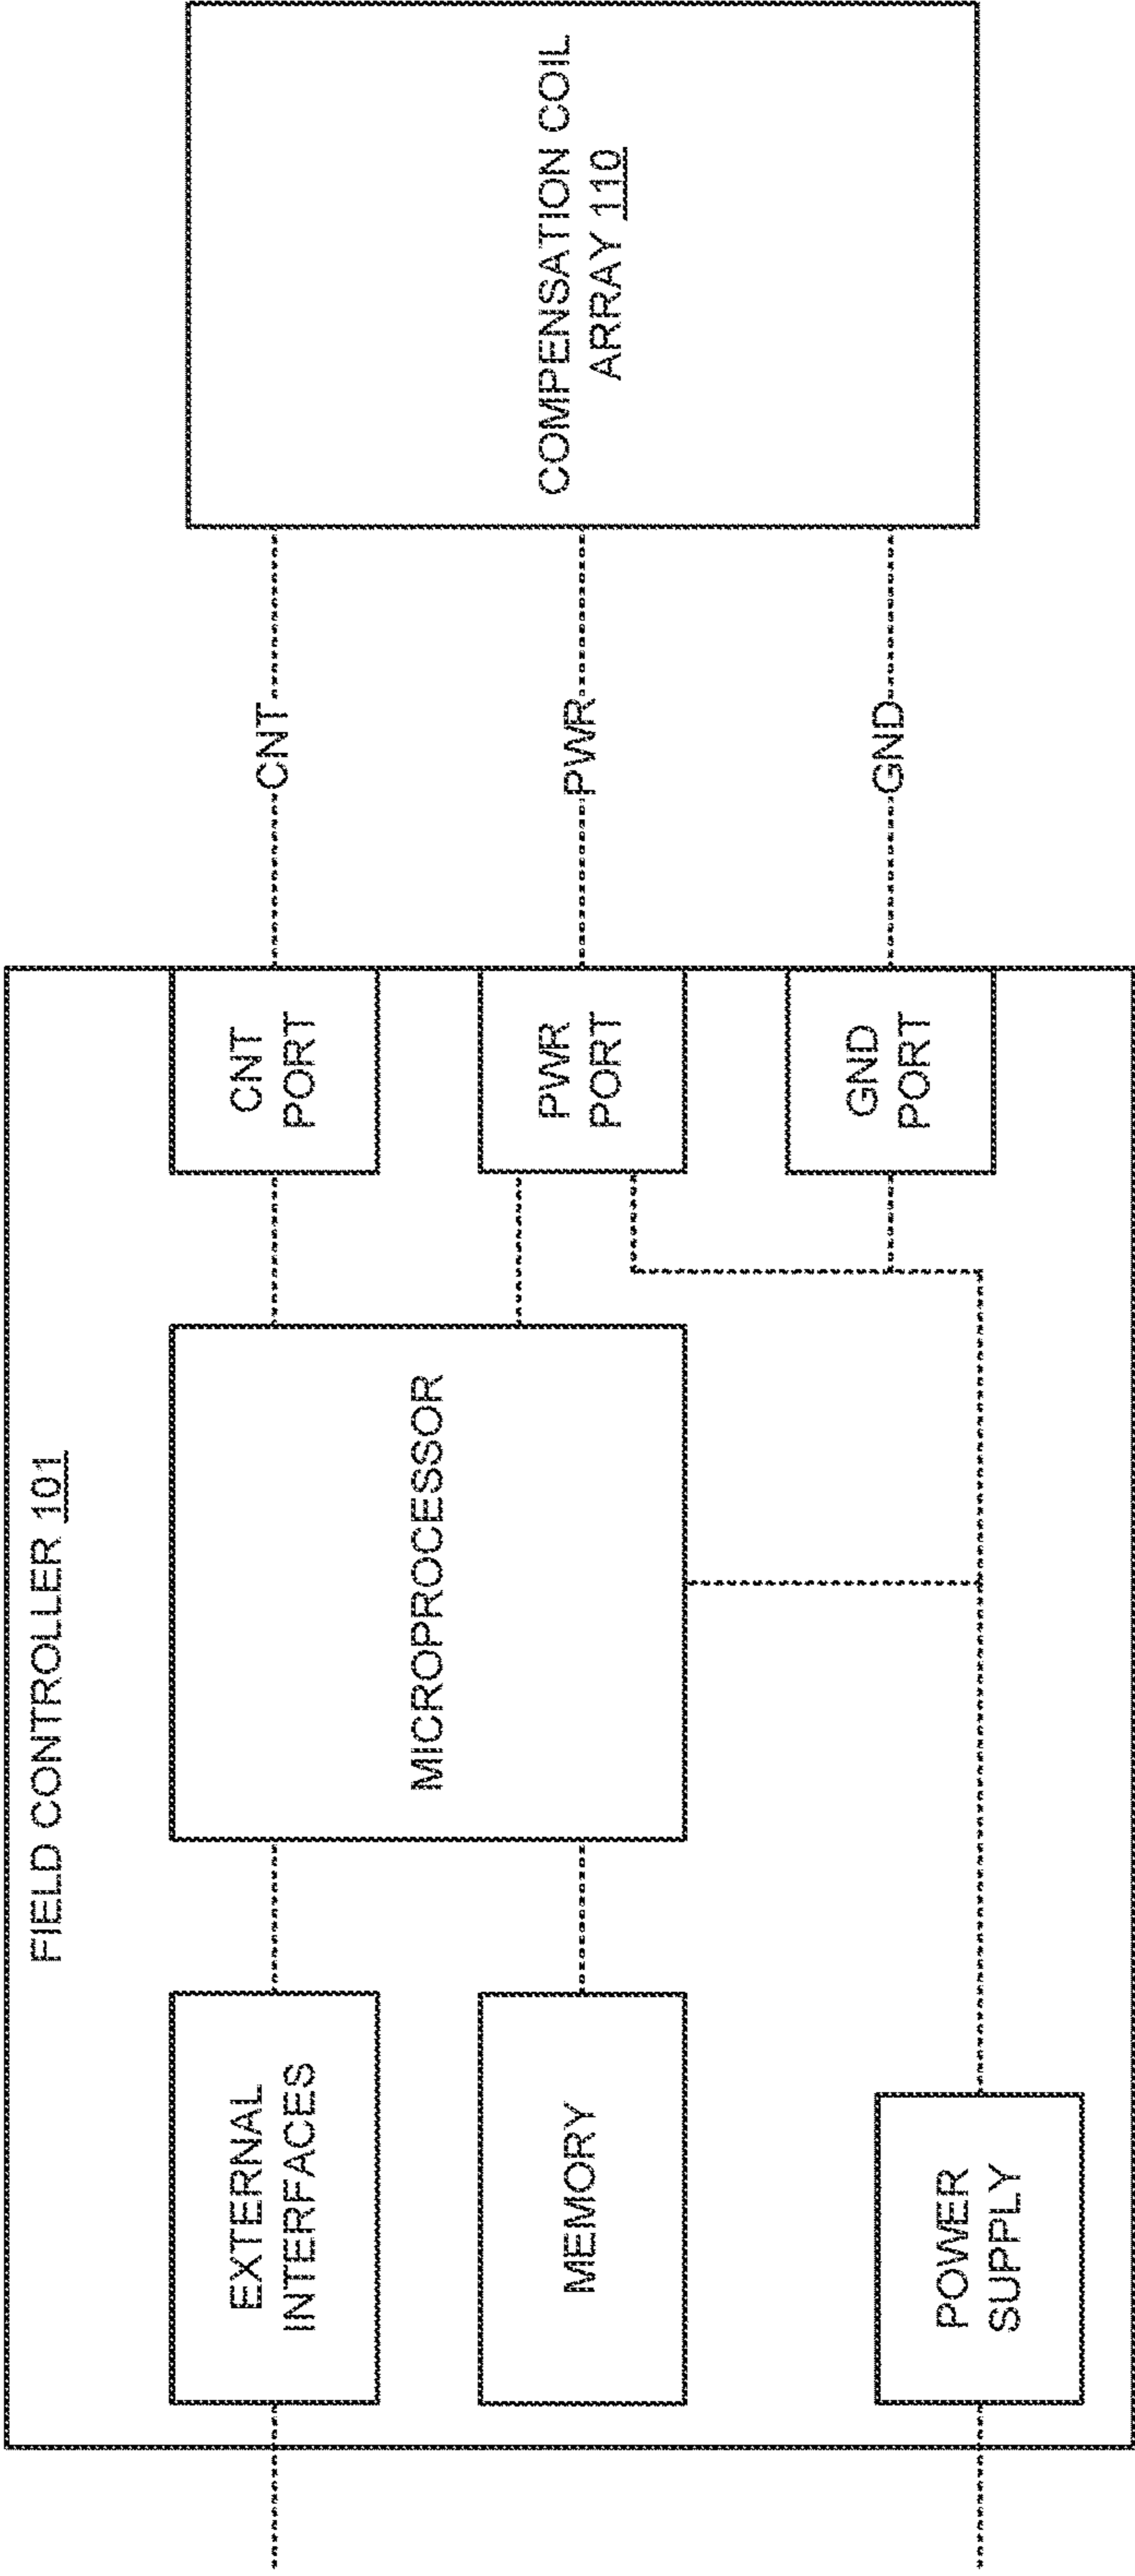 FIELD CONTROLLER 101
EXTERNAL
INTERFACES
MEMORY
POWER
SUPPLY
MICROPROCESSOR
CNT
PORT
PWR
PORT
GND
PORT
CNT
PWR
GND
COMPENSATION COIL
ARRAY 110